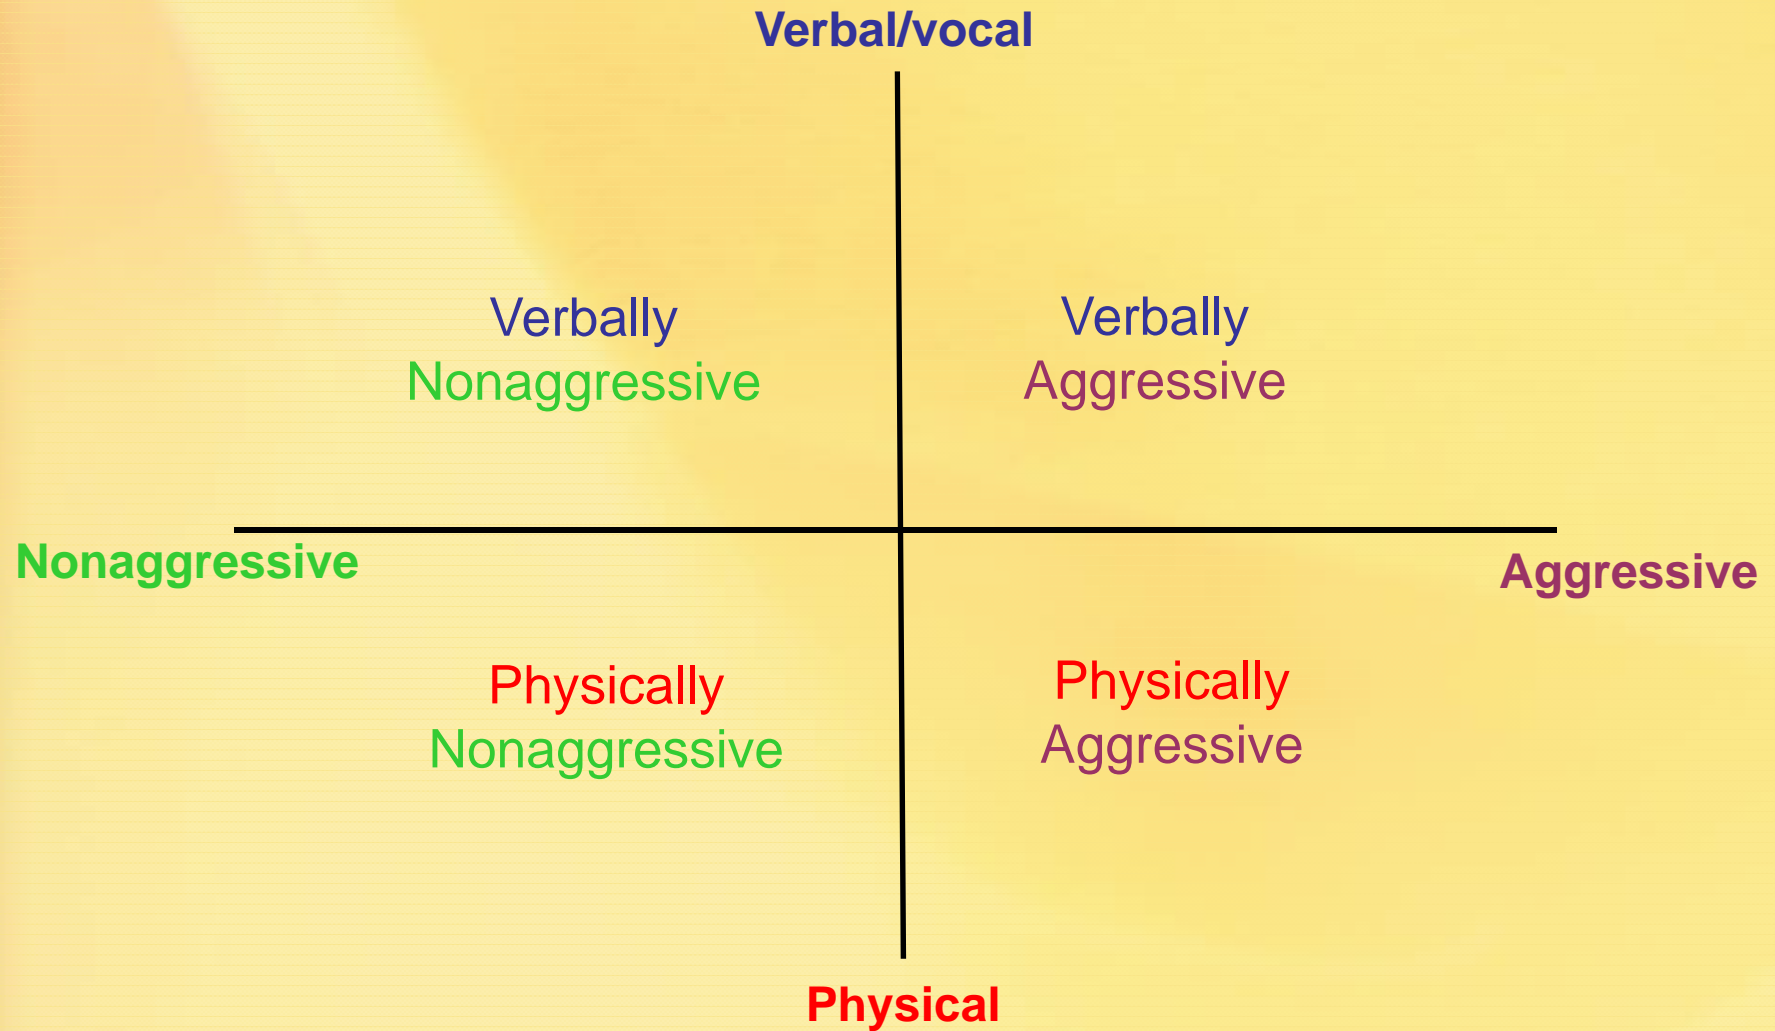 Verbal/vocal
Verbally
Nonaggressive
Verbally
Aggressive
Nonaggressive
Aggressive
Physically
Nonaggressive
Physically
Aggressive
Physical